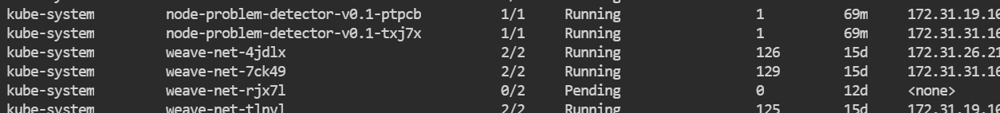 kube-system node-problem-detector-v0.1-ptpcb 1/1 Running 1 69m 172.31.19.10
kube-system node-problem-detector-v0.1-txj7x 1/1 Running 1 69m 172.31.31.16
kube-system weave-net-4jdlx 2/2 Running 126 15d 172.31.26.21
kube-system weave-net-7ck49 2/2 Running 129 15d 172.31.31.16
kube-system weave-net-rjx7l 0/2 Pending 0 12d <none>
kube-system weave-net-tlnvl 2/2 Running 125 15d 172.31.19.10